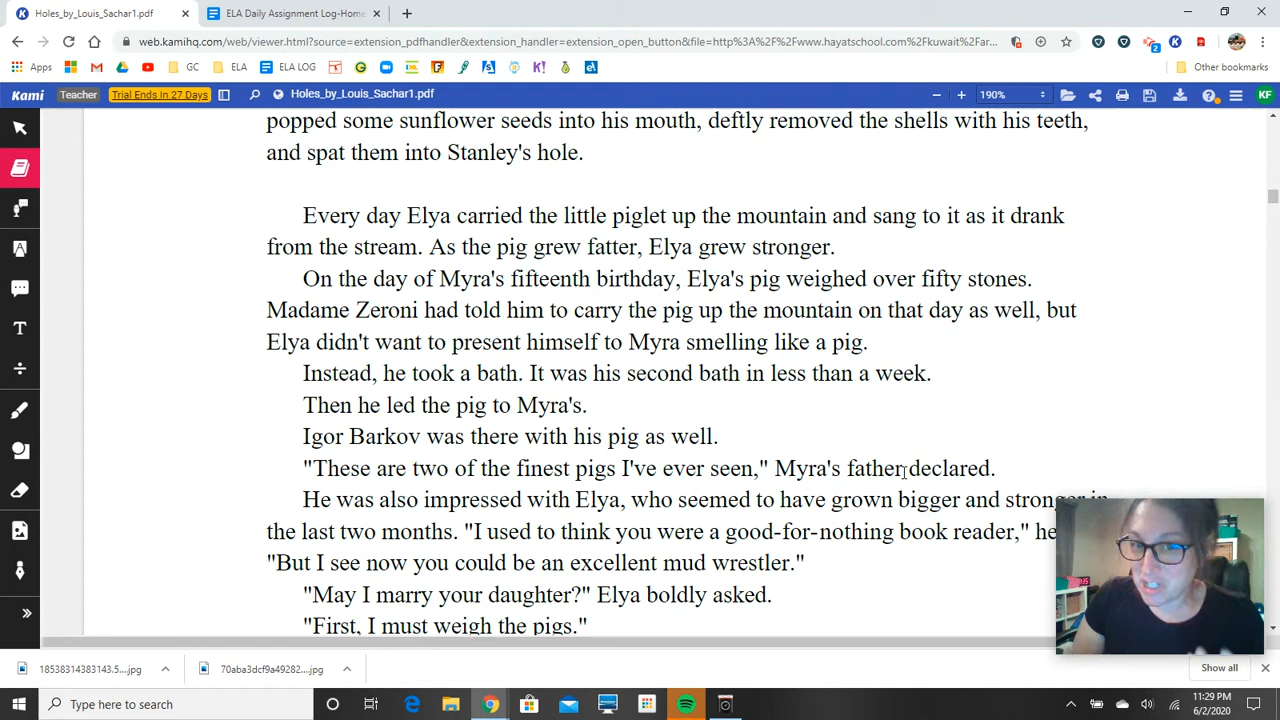 Holes_by_Louis_Sachar1.pdf
ELA Daily Assignment Log-Home
web.kamihq.com/web/viewer.html?source=extension_pdfhandler&extension_handler=extension_open_button&file=http%3A%2F%2Fwww.hayatschool.com%2Fkuwait%2Far...
Apps GC ELA ELA LOG Other bookmarks
Kami Teacher Trial Ends In 27 Days Holes_by_Louis_Sachar1.pdf 190% KF
popped some sunflower seeds into his mouth, deftly removed the shells with his teeth,
and spat them into Stanley's hole.
Every day Elya carried the little piglet up the mountain and sang to it as it drank
from the stream. As the pig grew fatter, Elya grew stronger.
On the day of Myra's fifteenth birthday, Elya's pig weighed over fifty stones.
Madame Zeroni had told him to carry the pig up the mountain on that day as well, but
Elya didn't want to present himself to Myra smelling like a pig.
Instead, he took a bath. It was his second bath in less than a week.
Then he led the pig to Myra's.
Igor Barkov was there with his pig as well.
"These are two of the finest pigs I've ever seen," Myra's father declared.
He was also impressed with Elya, who seemed to have grown bigger and stronger in
the last two months. "I used to think you were a good-for-nothing book reader," he
"But I see now you could be an excellent mud wrestler."
"May I marry your daughter?" Elya boldly asked.
"First, I must weigh the pigs."
18538314383143.5....jpg
70aba3dcf9a49282....jpg
Show all
Type here to search
11:29 PM
6/2/2020